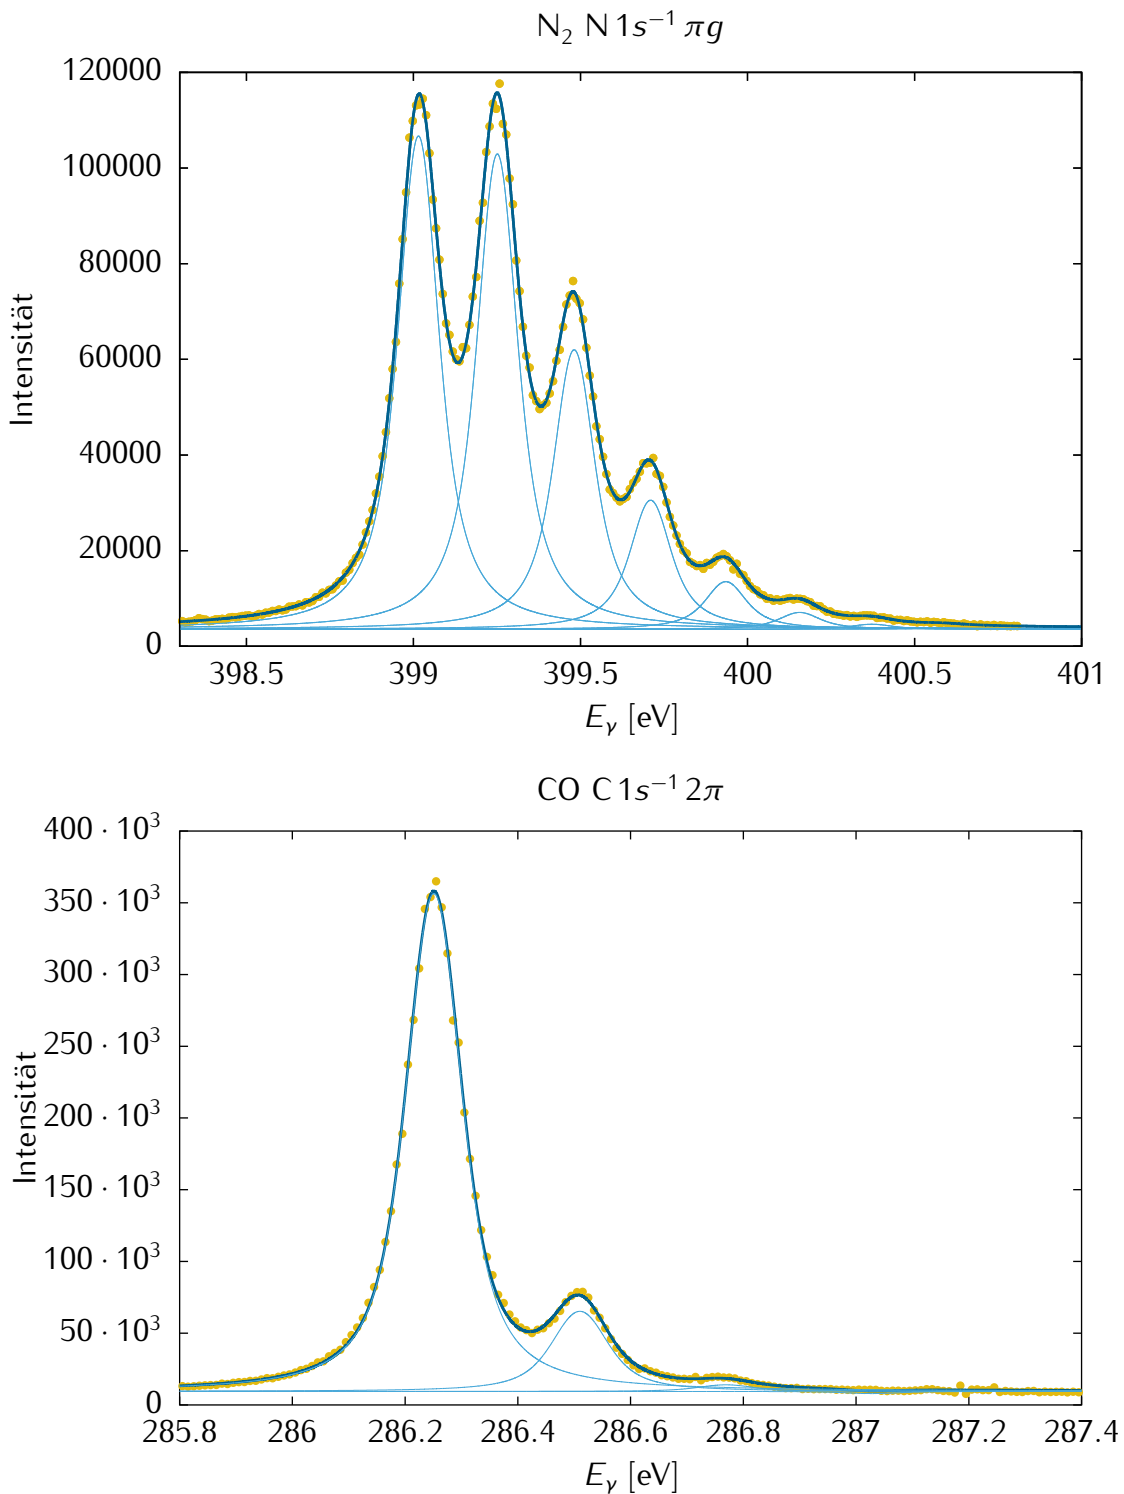 N₂ N 1s⁻¹ πg
120000
100000
80000
60000
40000
20000
0
Intensität
398.5 399 399.5 400 400.5 401
Eγ [eV]
CO C 1s⁻¹ 2π
400 · 10³
350 · 10³
300 · 10³
250 · 10³
200 · 10³
150 · 10³
100 · 10³
50 · 10³
0
Intensität
285.8 286 286.2 286.4 286.6 286.8 287 287.2 287.4
Eγ [eV]